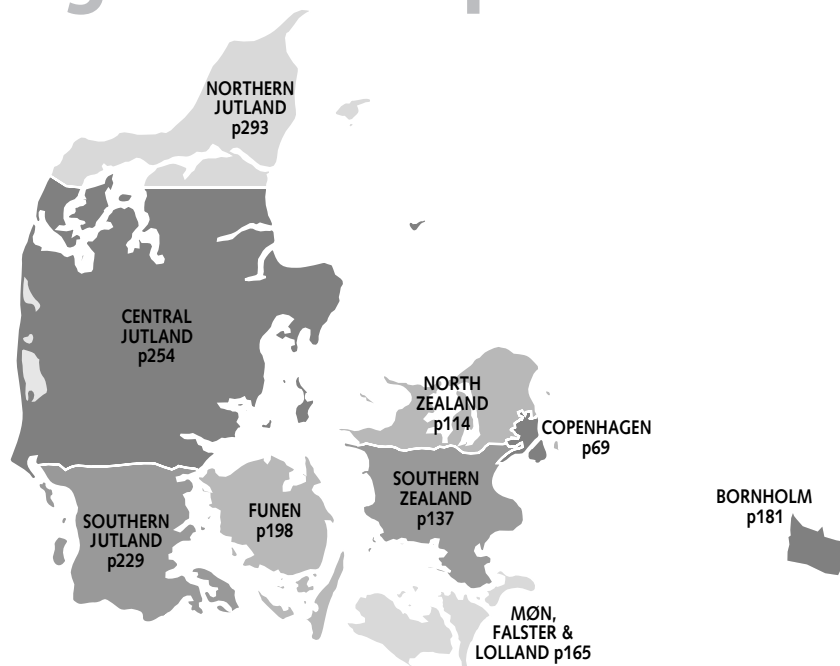 NORTHERN
JUTLAND
p293
CENTRAL
JUTLAND
p254
NORTH
ZEALAND
p114
COPENHAGEN
p69
SOUTHERN
ZEALAND
p137
BORNHOLM
p181
FUNEN
p198
SOUTHERN
JUTLAND
p229
MØN,
FALSTER &
LOLLAND p165